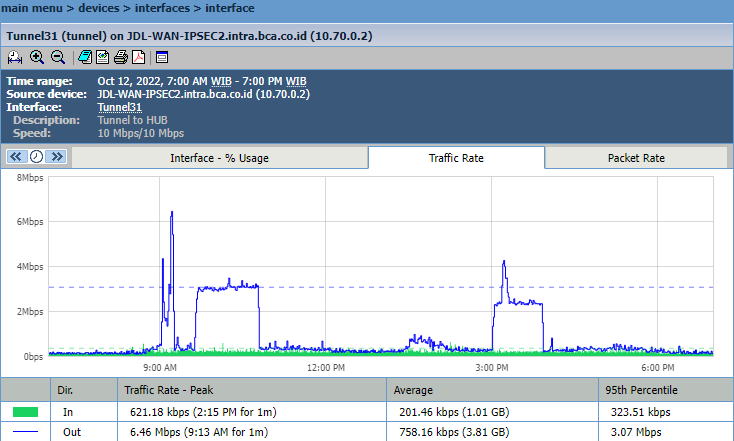 main menu > devices > interfaces > interface
Tunnel31 (tunnel) on JDL-WAN-IPSEC2.intra.bca.co.id (10.70.0.2)
Time range: Oct 12, 2022, 7:00 AM WIB - 7:00 PM WIB
Source device: JDL-WAN-IPSEC2.intra.bca.co.id (10.70.0.2)
Interface: Tunnel31
Description: Tunnel to HUB
Speed: 10 Mbps/10 Mbps
Interface - % Usage Traffic Rate Packet Rate
8Mbps
6Mbps
4Mbps
2Mbps
0bps
9:00 AM 12:00 PM 3:00 PM 6:00 PM
Dir. Traffic Rate - Peak Average 95th Percentile
In 621.18 kbps (2:15 PM for 1m) 201.46 kbps (1.01 GB) 323.51 kbps
Out 6.46 Mbps (9:13 AM for 1m) 758.16 kbps (3.81 GB) 3.07 Mbps